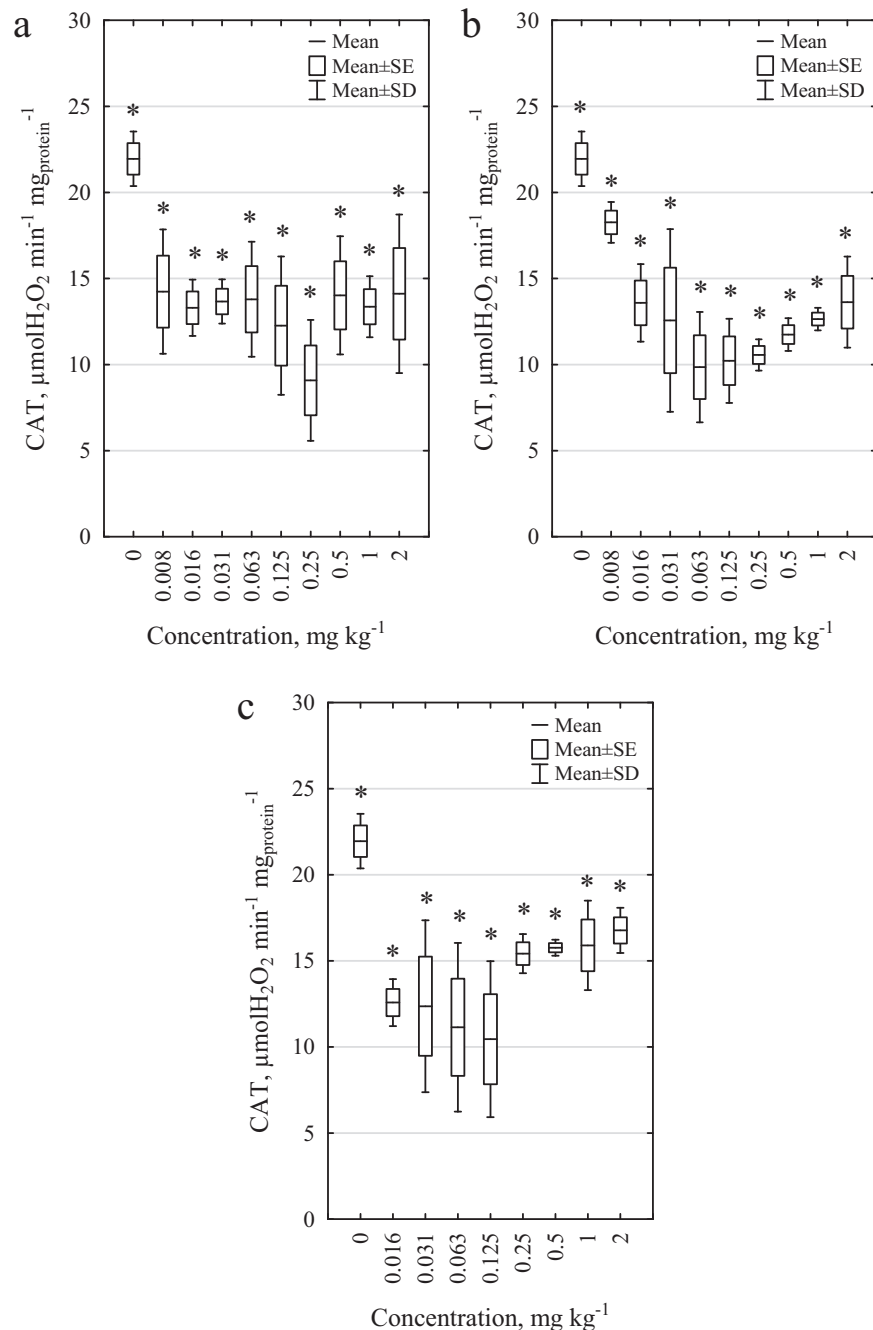 a
30
25
20
15
10
5
0
CAT, µmolH₂O₂ min⁻¹ mg_protein⁻¹
Mean
Mean±SE
Mean±SD
*
*
*
*
*
*
*
*
*
*
0 0.008 0.016 0.031 0.063 0.125 0.25 0.5 1 2
Concentration, mg kg⁻¹
b
30
25
20
15
10
5
0
CAT, µmolH₂O₂ min⁻¹ mg_protein⁻¹
Mean
Mean±SE
Mean±SD
*
*
*
*
*
*
*
*
*
*
0 0.008 0.016 0.031 0.063 0.125 0.25 0.5 1 2
Concentration, mg kg⁻¹
c
30
25
20
15
10
5
0
CAT, µmolH₂O₂ min⁻¹ mg_protein⁻¹
Mean
Mean±SE
Mean±SD
*
*
*
*
*
*
*
*
*
0 0.016 0.031 0.063 0.125 0.25 0.5 1 2
Concentration, mg kg⁻¹